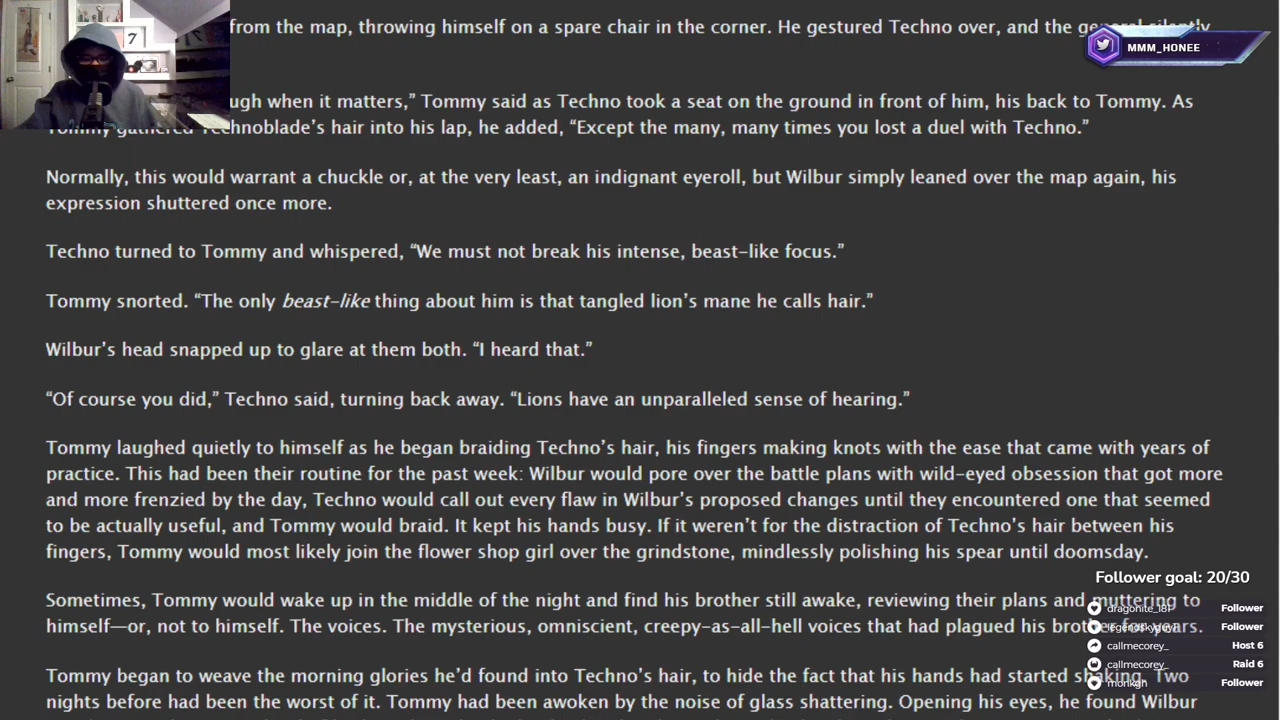 from the map, throwing himself on a spare chair in the corner. He gestured Techno over, and the general silently
MMM_HONEE
7
when it matters,” Tommy said as Techno took a seat on the ground in front of him, his back to Tommy. As
Tommy gathered Technoblade’s hair into his lap, he added, “Except the many, many times you lost a duel with Techno.”
Normally, this would warrant a chuckle or, at the very least, an indignant eyeroll, but Wilbur simply leaned over the map again, his
expression shuttered once more.
Techno turned to Tommy and whispered, “We must not break his intense, beast-like focus.”
Tommy snorted. “The only beast-like thing about him is that tangled lion’s mane he calls hair.”
Wilbur’s head snapped up to glare at them both. “I heard that.”
“Of course you did,” Techno said, turning back away. “Lions have an unparalleled sense of hearing.”
Tommy laughed quietly to himself as he began braiding Techno’s hair, his fingers making knots with the ease that came with years of
practice. This had been their routine for the past week: Wilbur would pore over the battle plans with wild-eyed obsession that got more
and more frenzied by the day, Techno would call out every flaw in Wilbur’s proposed changes until they encountered one that seemed
to be actually useful, and Tommy would braid. It kept his hands busy. If it weren’t for the distraction of Techno’s hair between his
fingers, Tommy would most likely join the flower shop girl over the grindstone, mindlessly polishing his spear until doomsday.
Follower goal: 20/30
Sometimes, Tommy would wake up in the middle of the night and find his brother still awake, reviewing their plans and muttering to
himself—or, not to himself. The voices. The mysterious, omniscient, creepy-as-all-hell voices that had plagued his brother for years.
dragonite_181 Follower
Follower
callmecorey_ Host 6
callmecorey_ Raid 6
Follower
Tommy began to weave the morning glories he’d found into Techno’s hair, to hide the fact that his hands had started shaking. Two
nights before had been the worst of it. Tommy had been awoken by the noise of glass shattering. Opening his eyes, he found Wilbur